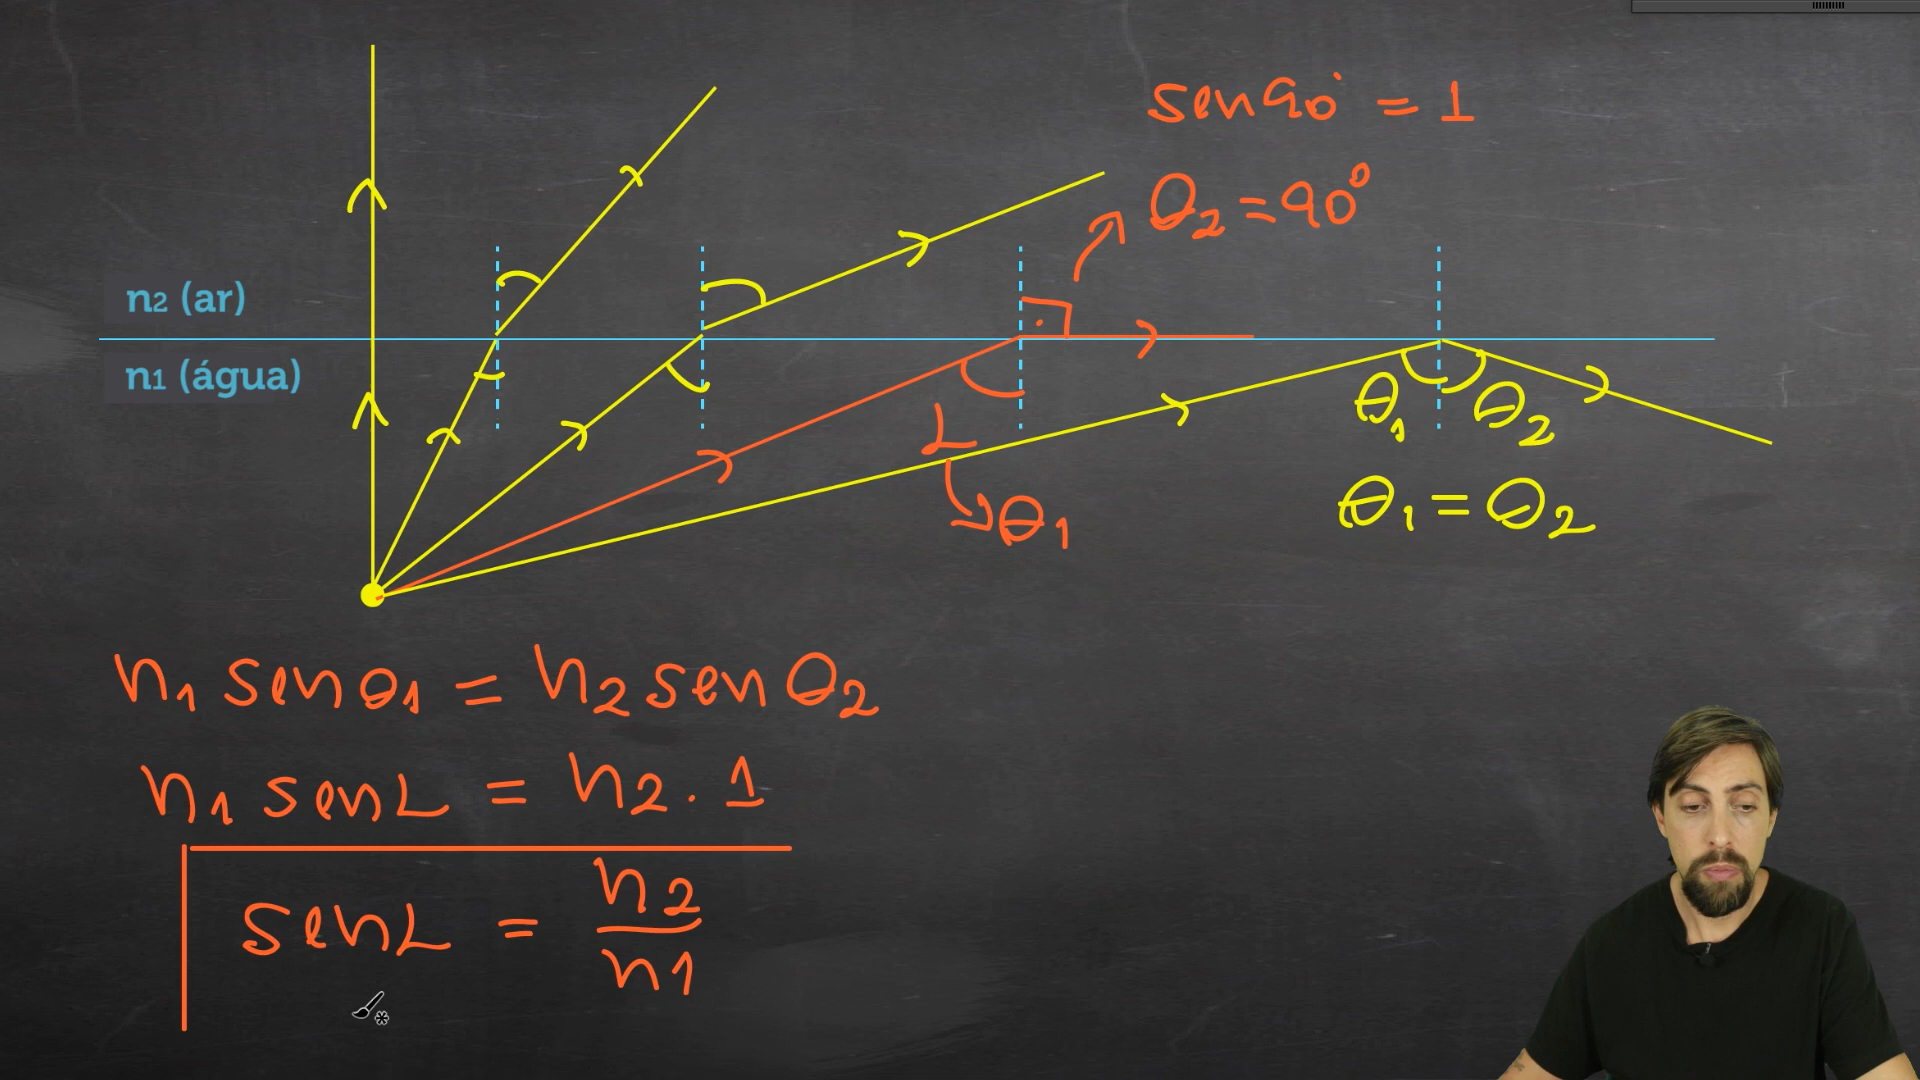 sen90° = 1
θ2 = 90°
n2 (ar)
n1 (água)
θ1 θ2
L
θ1
θ1 = θ2
n1 sen θ1 = n2 sen θ2
n1 sen L = n2 . 1
sen L = n2
n1